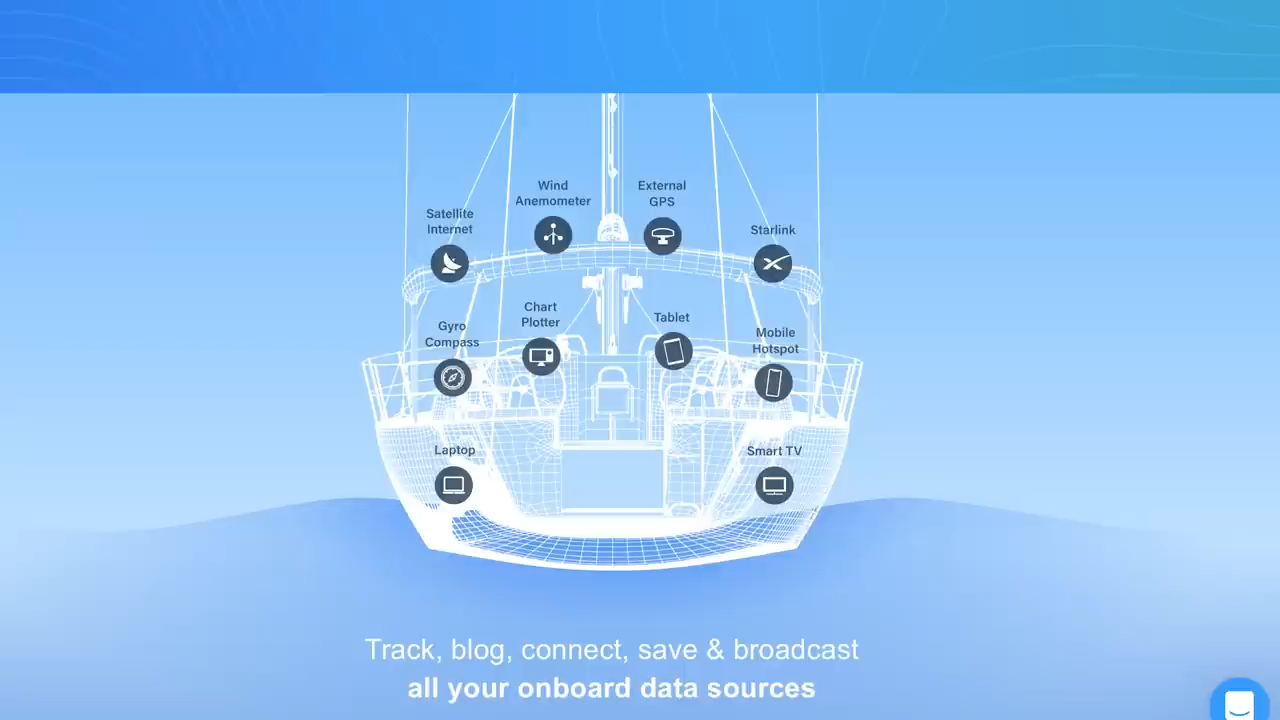 Wind
Anemometer
External
GPS
Satellite
Internet
Starlink
Chart
Plotter
Tablet
Gyro
Compass
Mobile
Hotspot
Laptop
Smart TV
Track, blog, connect, save & broadcast
all your onboard data sources